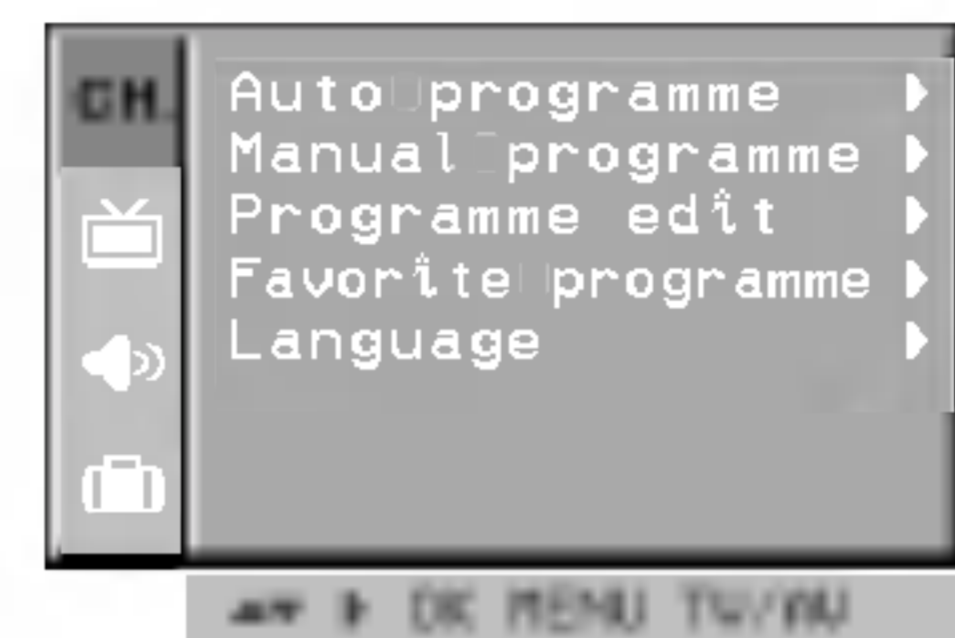 CH.
Auto programme
Manual programme
Programme edit
Favorite programme
Language
OK MENU TV/AV